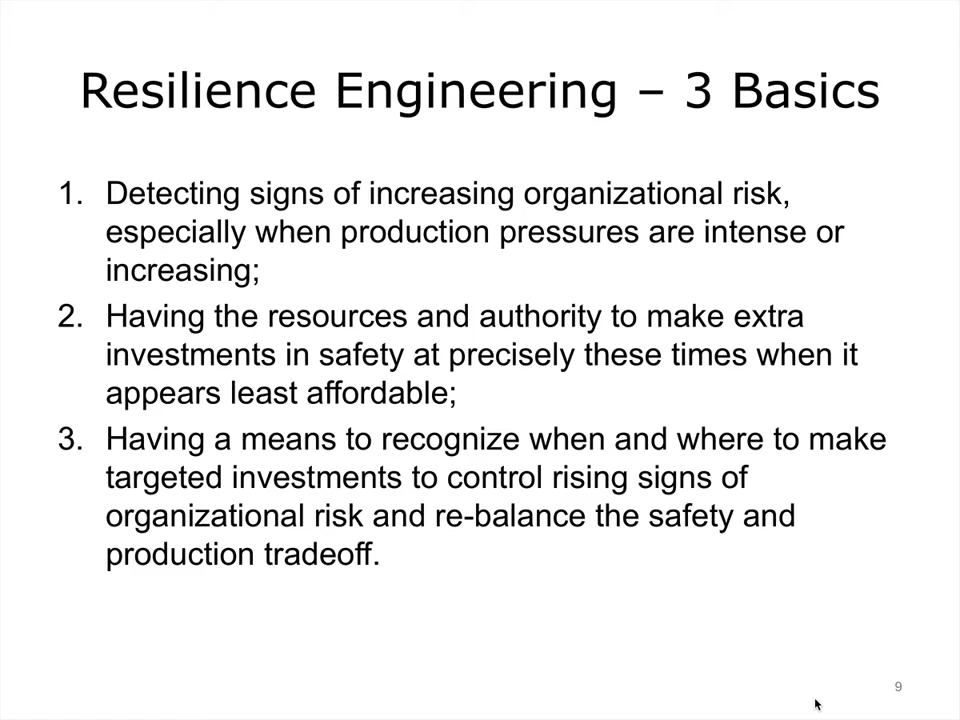 Resilience Engineering – 3 Basics
1. Detecting signs of increasing organizational risk,
especially when production pressures are intense or
increasing;
2. Having the resources and authority to make extra
investments in safety at precisely these times when it
appears least affordable;
3. Having a means to recognize when and where to make
targeted investments to control rising signs of
organizational risk and re-balance the safety and
production tradeoff.
9